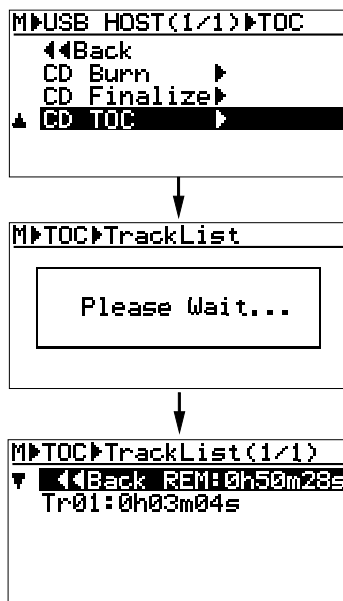 M▶USB HOST(1/1)▶TOC
◀◀Back
CD Burn ▶
CD Finalize▶
▲ CD TOC ▶
M▶TOC▶TrackList
Please Wait...
M▶TOC▶TrackList(1/1)
▼ ◀◀Back REM:0h50m28s
Tr01:0h03m04s